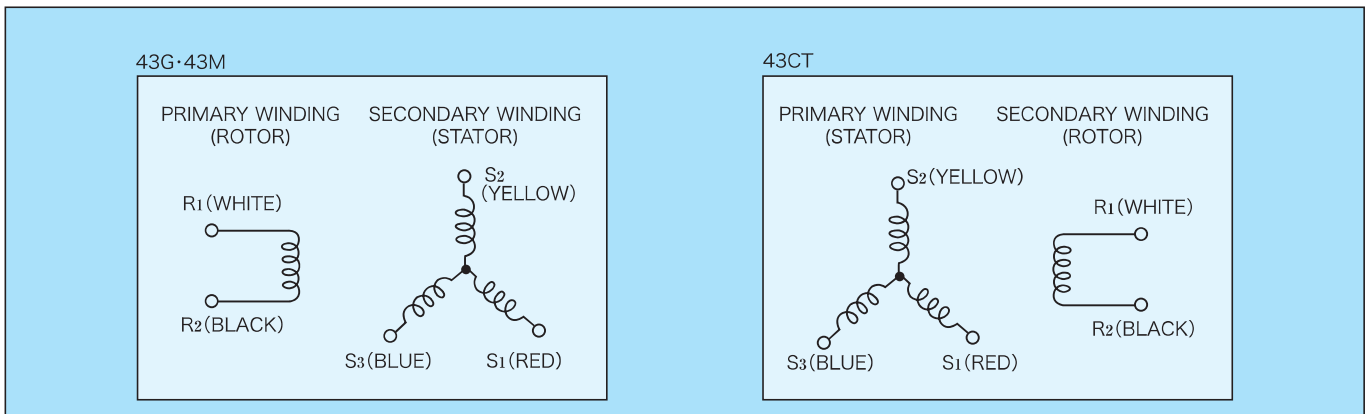 43G·43M
PRIMARY WINDING
(ROTOR)
SECONDARY WINDING
(STATOR)
S2
(YELLOW)
R1(WHITE)
R2(BLACK)
S3(BLUE)
S1(RED)
43CT
PRIMARY WINDING
(STATOR)
SECONDARY WINDING
(ROTOR)
S2(YELLOW)
R1(WHITE)
R2(BLACK)
S3(BLUE)
S1(RED)